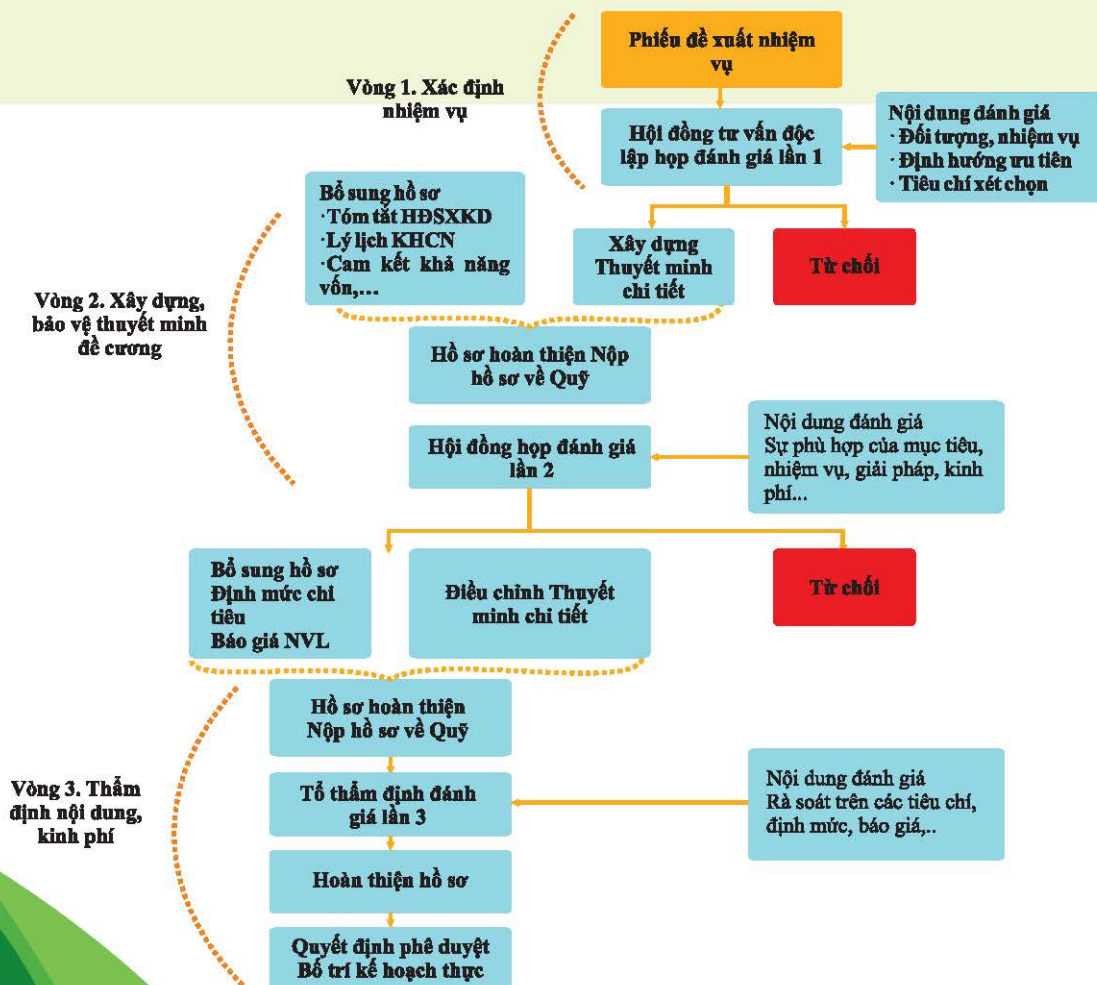 Phiếu đề xuất nhiệm
vụ
Vòng 1. Xác định
nhiệm vụ
Hội đồng tư vấn độc
lập họp đánh giá lần 1
Nội dung đánh giá
· Đối tượng, nhiệm vụ
· Định hướng ưu tiên
· Tiêu chí xét chọn
Bổ sung hồ sơ
·Tóm tắt HĐSXKD
·Lý lịch KHCN
·Cam kết khả năng
vốn,...
Xây dựng
Thuyết minh
chi tiết
Từ chối
Vòng 2. Xây dựng,
bảo vệ thuyết minh
đề cương
Hồ sơ hoàn thiện Nộp
hồ sơ về Quỹ
Hội đồng họp đánh giá
lần 2
Nội dung đánh giá
Sự phù hợp của mục tiêu,
nhiệm vụ, giải pháp, kinh
phí...
Bổ sung hồ sơ
Định mức chi
tiêu
Báo giá NVL
Điều chỉnh Thuyết
minh chi tiết
Từ chối
Hồ sơ hoàn thiện
Nộp hồ sơ về Quỹ
Vòng 3. Thẩm
định nội dung,
kinh phí
Tổ thẩm định đánh
giá lần 3
Nội dung đánh giá
Rà soát trên các tiêu chí,
định mức, báo giá,..
Hoàn thiện hồ sơ
Quyết định phê duyệt
Bố trí kế hoạch thực